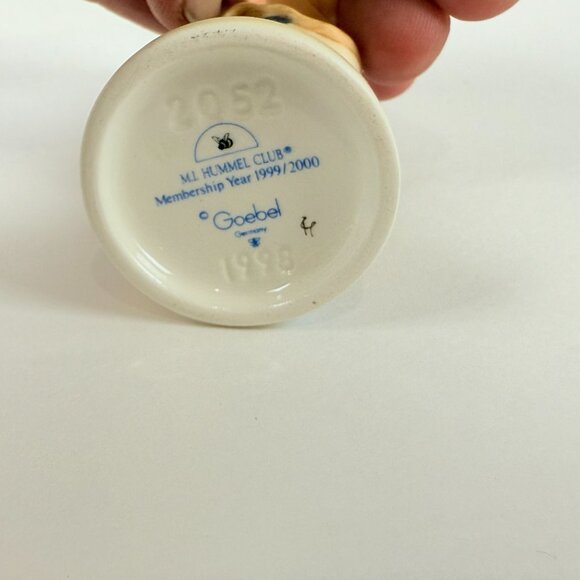 2052
M.I. HUMMEL CLUB®
Membership Year 1999/2000
© Goebel
Germany
1998